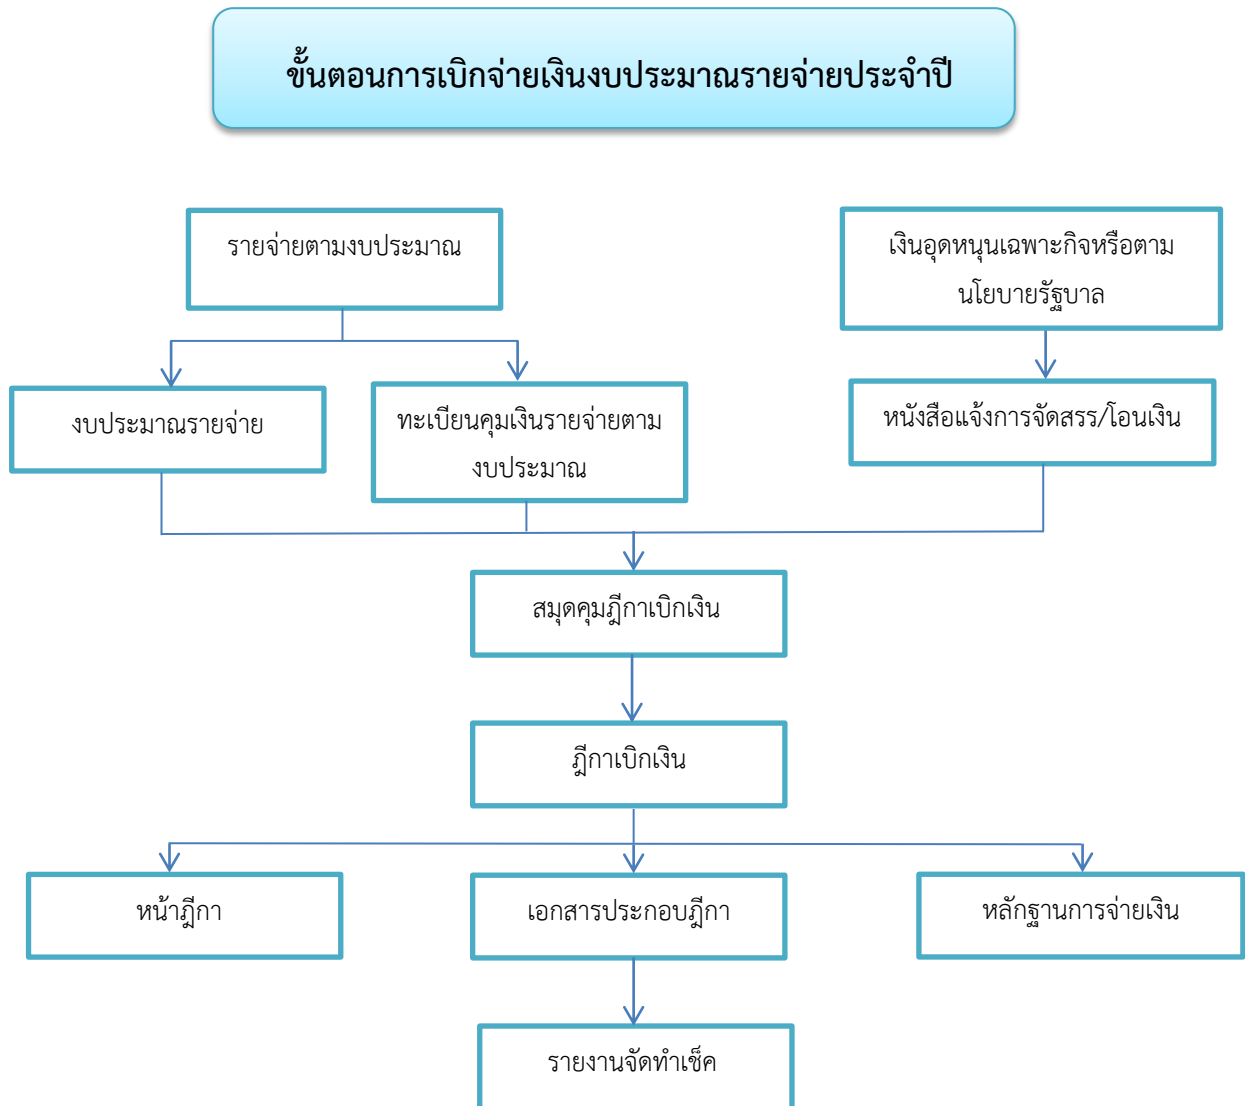 ขั้นตอนการเบิกจ่ายเงินงบประมาณรายจ่ายประจำปี
รายจ่ายตามงบประมาณ
เงินอุดหนุนเฉพาะกิจหรือตาม
นโยบายรัฐบาล
งบประมาณรายจ่าย
ทะเบียนคุมเงินรายจ่ายตาม
งบประมาณ
หนังสือแจ้งการจัดสรร/โอนเงิน
สมุดคุมฎีกาเบิกเงิน
ฎีกาเบิกเงิน
หน้าฎีกา
เอกสารประกอบฎีกา
หลักฐานการจ่ายเงิน
รายงานจัดทำเช็ค